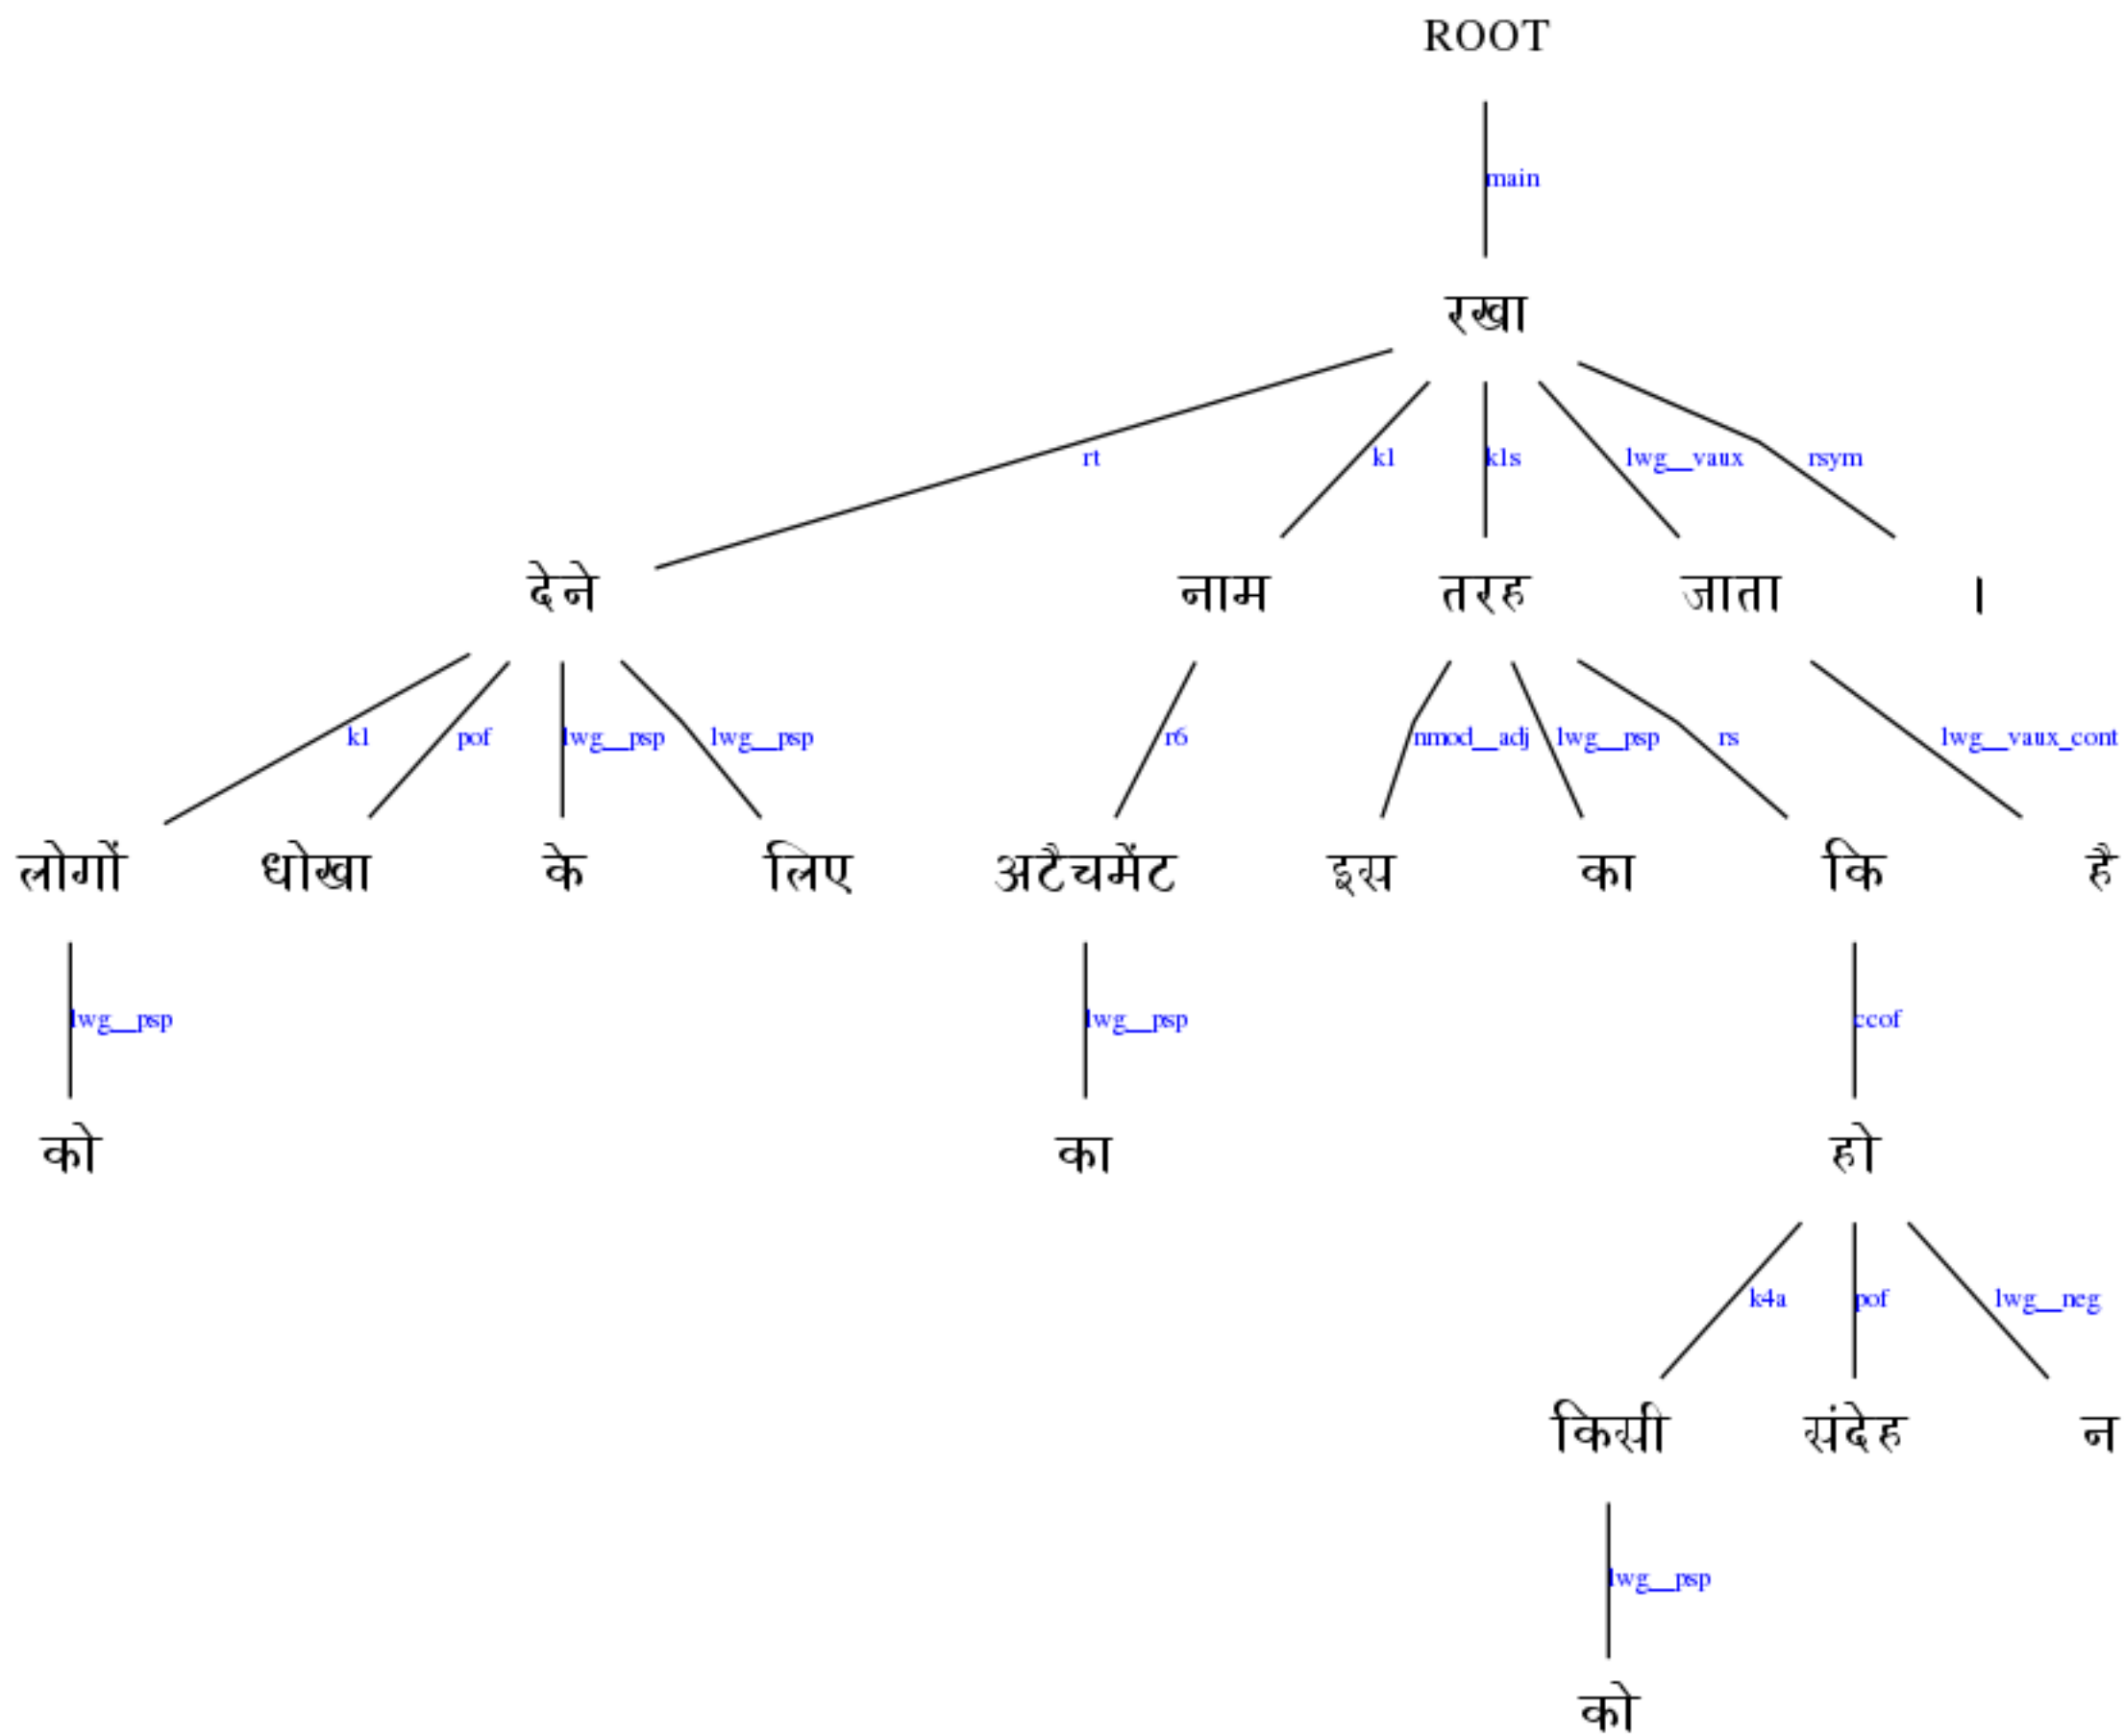 ROOT
main
रखा
rt k1 k1s lwg__vaux rsym
देने नाम तरह जाता ।
k1 pof lwg__psp lwg__psp r6 nmod__adj lwg__psp rs lwg__vaux_cont
लोगों धोखा के लिए अटैचमेंट इस का कि है
lwg__psp lwg__psp ccof
को का हो
k4a pof lwg__neg
किसी संदेह न
lwg__psp
को